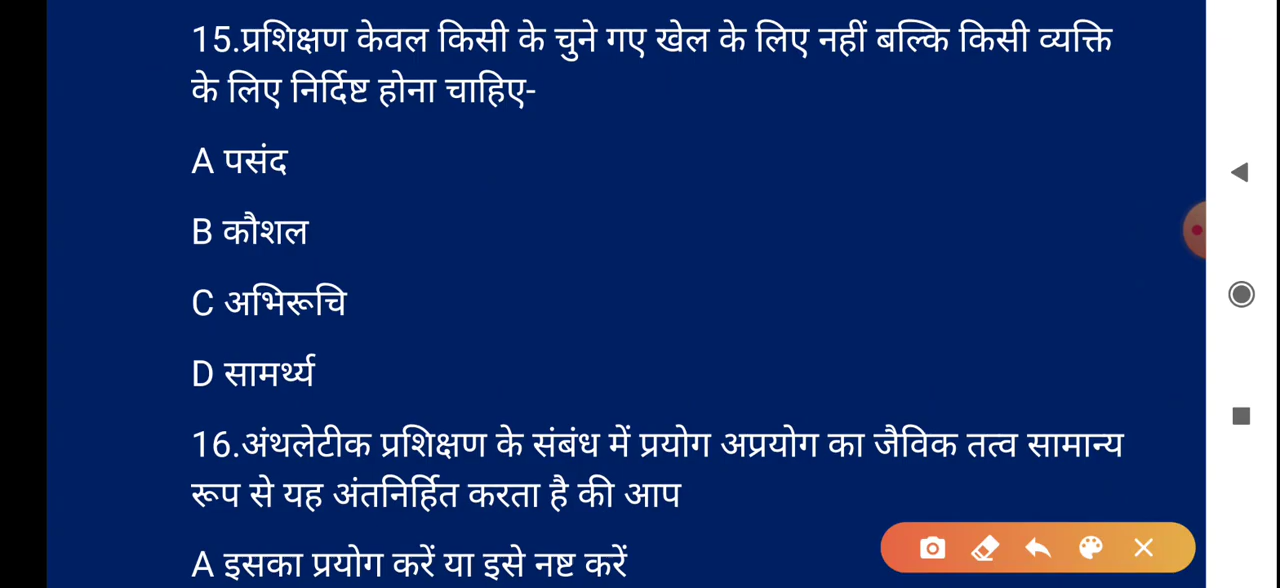 15.प्रशिक्षण केवल किसी के चुने गए खेल के लिए नहीं बल्कि किसी व्यक्ति
के लिए निर्दिष्ट होना चाहिए-
A पसंद
B कौशल
C अभिरूचि
D सामर्थ्य
16.अंथलेटीक प्रशिक्षण के संबंध में प्रयोग अप्रयोग का जैविक तत्व सामान्य
रूप से यह अंतनिर्हित करता है की आप
A इसका प्रयोग करें या इसे नष्ट करें